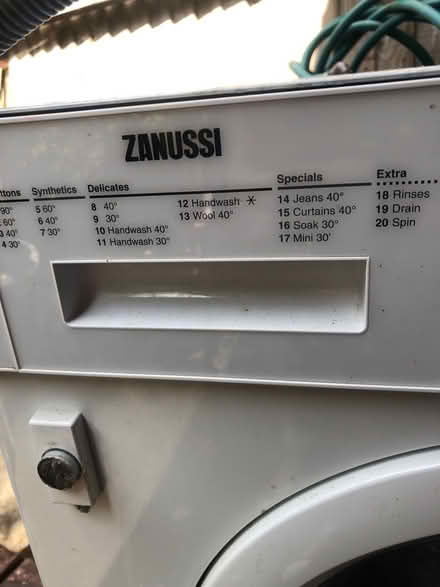 ZANUSSI
ttons
90°
60°
3 40°
4 30°
Synthetics
5 60°
6 40°
7 30°
Delicates
8 40°
9 30°
10 Handwash 40°
11 Handwash 30°
12 Handwash
13 Wool 40°
Specials
14 Jeans 40°
15 Curtains 40°
16 Soak 30°
17 Mini 30'
Extra
18 Rinses
19 Drain
20 Spin